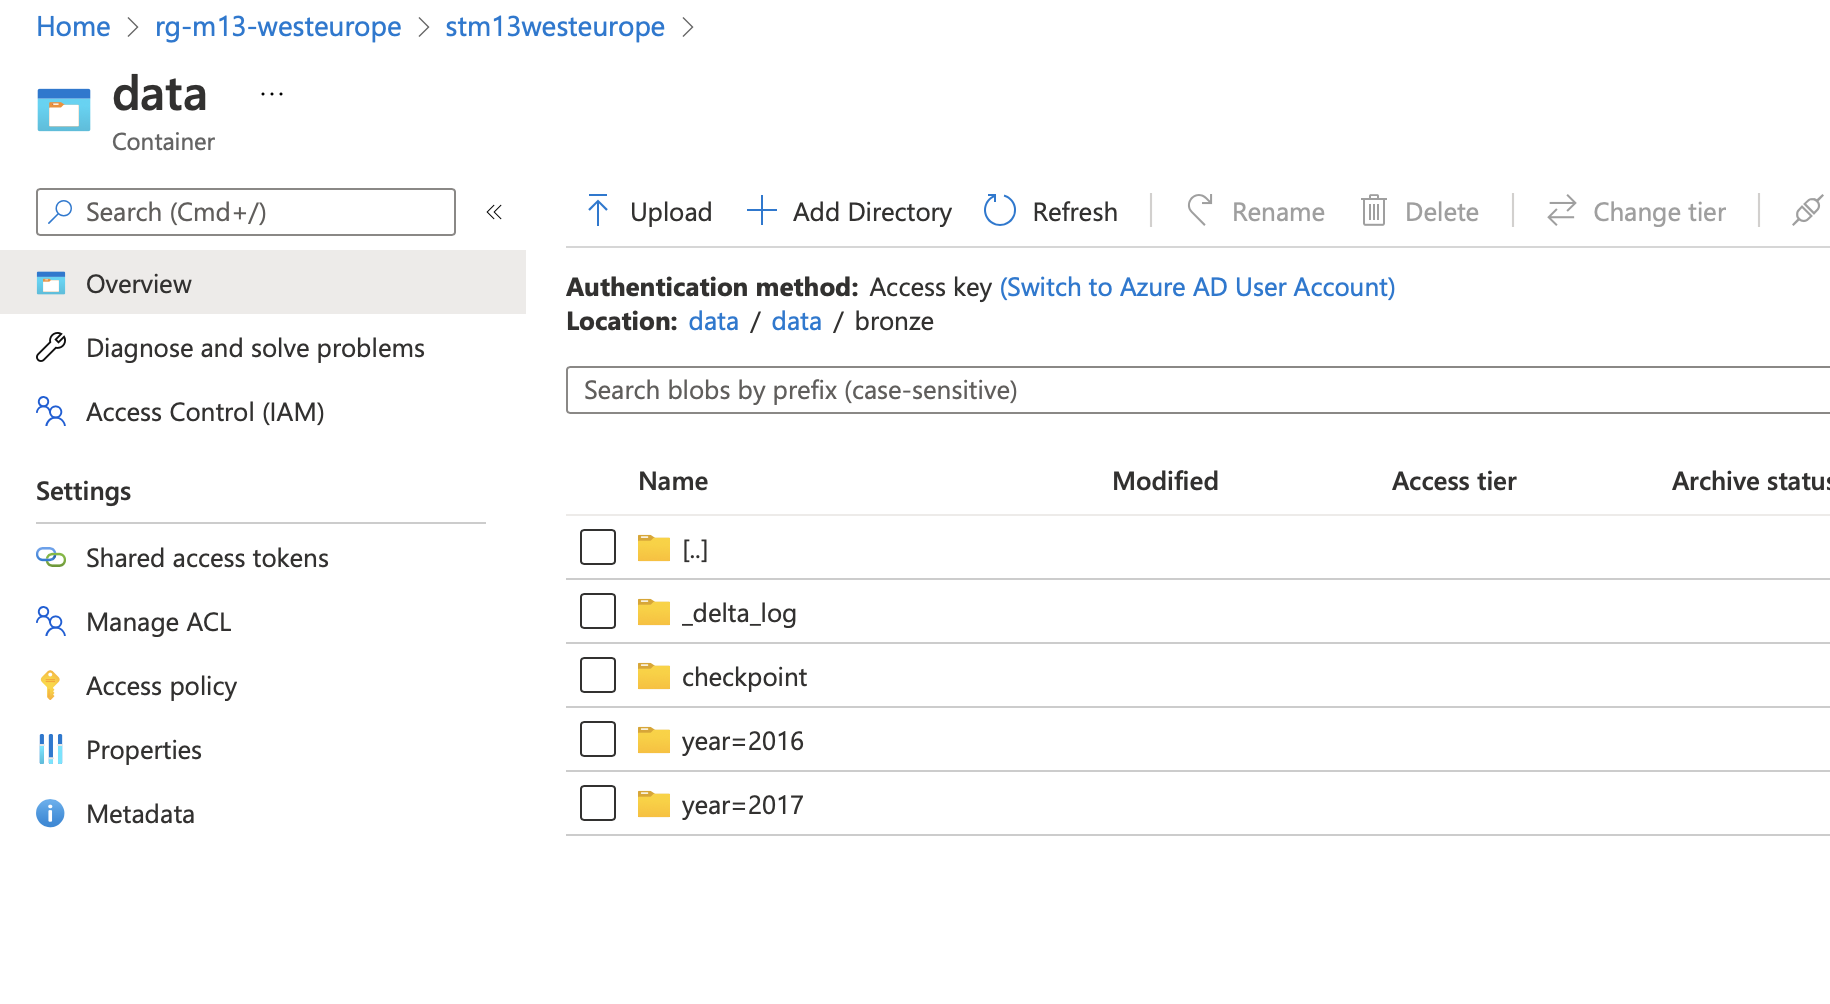 Home > rg-m13-westeurope > stm13westeurope >
data ...
Container
Search (Cmd+/) «
Overview
Diagnose and solve problems
Access Control (IAM)
Settings
Shared access tokens
Manage ACL
Access policy
Properties
Metadata
Upload Add Directory Refresh Rename Delete Change tier
Authentication method: Access key (Switch to Azure AD User Account)
Location: data / data / bronze
Search blobs by prefix (case-sensitive)
Name Modified Access tier Archive status
[..]
_delta_log
checkpoint
year=2016
year=2017